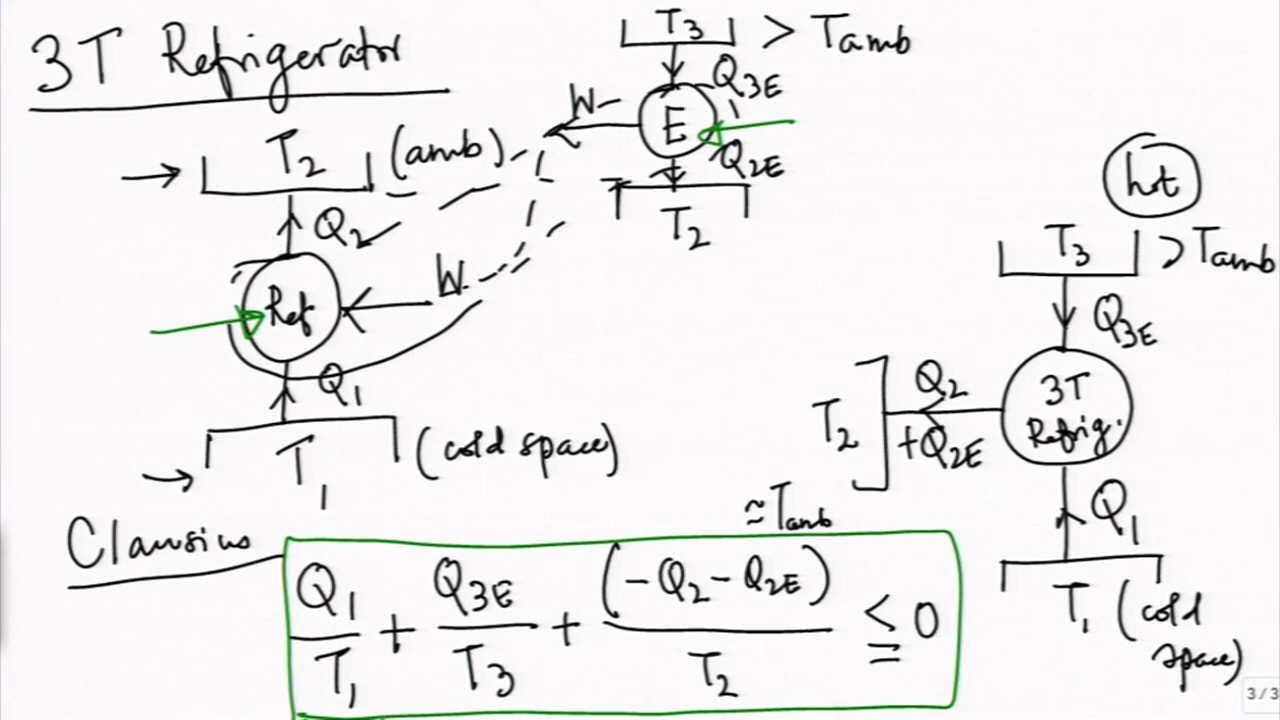 3T Refrigerator
T3 > Tamb
Q3E
W
E
Q2E
T2
T2 (amb)
Q2
W
Ref
Q1
T1 (cold space)
hot
T3 > Tamb
Q3E
3T
Refrig.
Q2
+Q2E
T2
≃Tamb
Q1
T1 (cold
space)
Clausius
Q1/T1 + Q3E/T3 + (-Q2-Q2E)/T2 ≤ 0
3/3